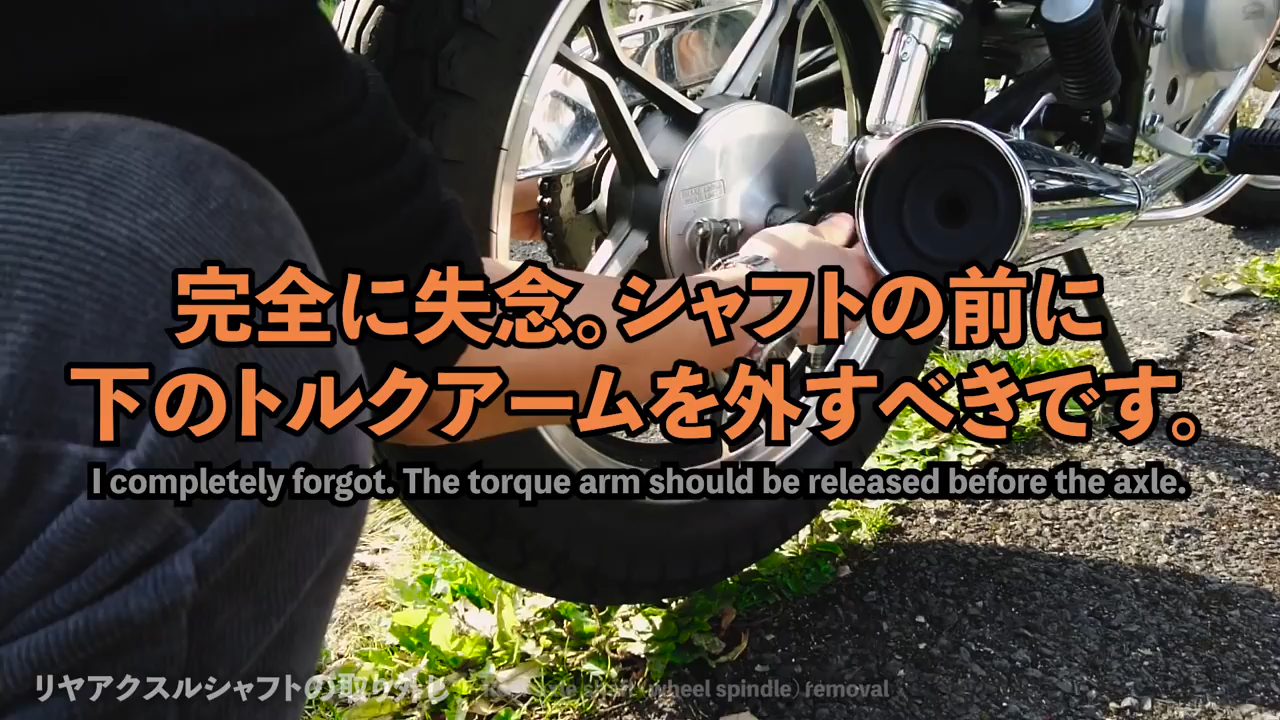 完全に失念。シャフトの前に
下のトルクアームを外すべきです。
I completely forgot. The torque arm should be released before the axle.
リヤアクスルシャフトの取り外し wheel spindle) removal